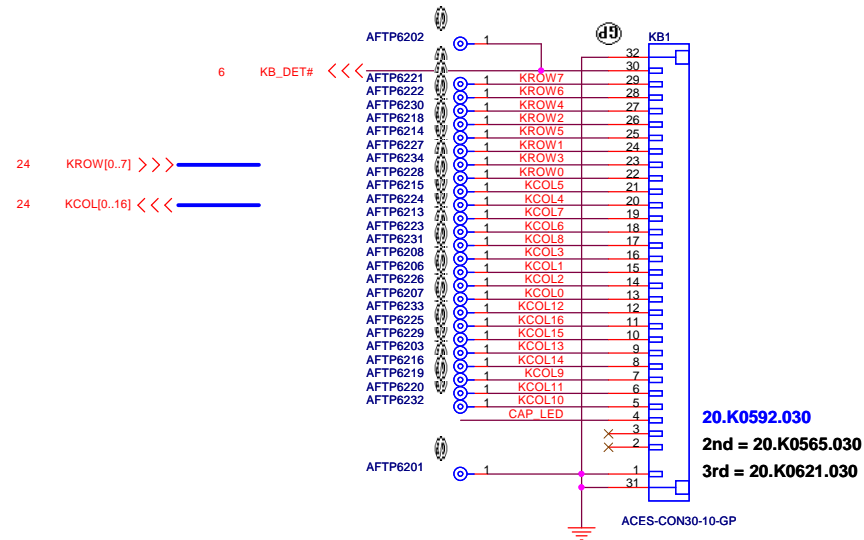 AFTP6202 1 GP KB1
32
6 KB_DET# 30
AFTP6221 1 KROW7 29
AFTP6222 1 KROW6 28
AFTP6230 1 KROW4 27
AFTP6218 1 KROW2 26
AFTP6214 1 KROW5 25
AFTP6227 1 KROW1 24
24 KROW[0..7] AFTP6234 1 KROW3 23
AFTP6228 1 KROW0 22
AFTP6215 1 KCOL5 21
24 KCOL[0..16] AFTP6224 1 KCOL4 20
AFTP6213 1 KCOL7 19
AFTP6223 1 KCOL6 18
AFTP6231 1 KCOL8 17
AFTP6208 1 KCOL3 16
AFTP6206 1 KCOL1 15
AFTP6226 1 KCOL2 14
AFTP6207 1 KCOL0 13
AFTP6233 1 KCOL12 12
AFTP6225 1 KCOL16 11
AFTP6229 1 KCOL15 10
AFTP6203 1 KCOL13 9
AFTP6216 1 KCOL14 8
AFTP6219 1 KCOL9 7
AFTP6220 1 KCOL11 6
AFTP6232 1 KCOL10 5
CAP_LED 4 20.K0592.030
3
2 2nd = 20.K0565.030
AFTP6201 1 1 3rd = 20.K0621.030
31
ACES-CON30-10-GP